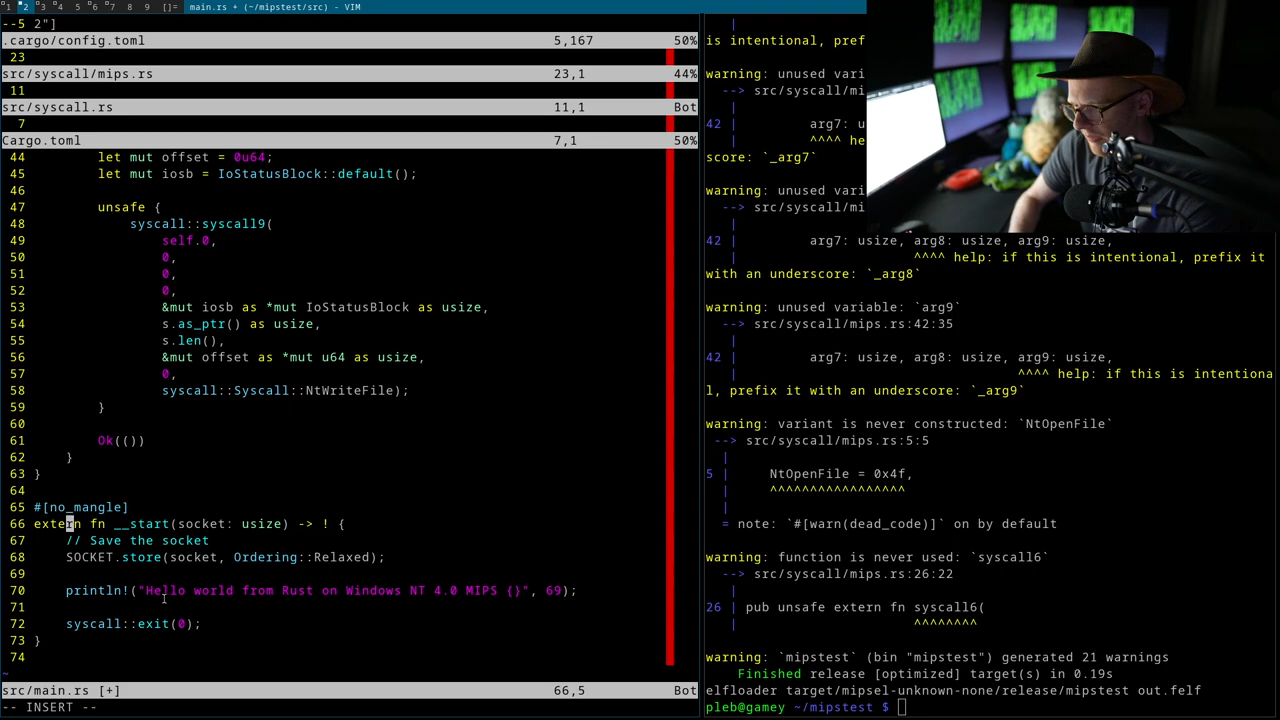 1 2 3 4 5 6 7 8 9 []= main.rs + (~/mipstest/src) - VIM
--5 2"]
.cargo/config.toml 5,167 50%
23
src/syscall/mips.rs 23,1 44%
11
src/syscall.rs 11,1 Bot
7
Cargo.toml 7,1 50%
44 let mut offset = 0u64;
45 let mut iosb = IoStatusBlock::default();
46
47 unsafe {
48 syscall::syscall9(
49 self.0,
50 0,
51 0,
52 0,
53 &mut iosb as *mut IoStatusBlock as usize,
54 s.as_ptr() as usize,
55 s.len(),
56 &mut offset as *mut u64 as usize,
57 0,
58 syscall::Syscall::NtWriteFile);
59 }
60
61 Ok(())
62 }
63 }
64
65 #[no_mangle]
66 extern fn __start(socket: usize) -> ! {
67 // Save the socket
68 SOCKET.store(socket, Ordering::Relaxed);
69
70 println!("Hello world from Rust on Windows NT 4.0 MIPS {}", 69);
71
72 syscall::exit(0);
73 }
74
~
src/main.rs [+] 66,5 Bot
-- INSERT --
|
is intentional, pref
warning: unused vari
--> src/syscall/mip
|
42 | arg7: u
| ^^^^ he
score: `_arg7`
warning: unused vari
--> src/syscall/mi
|
42 | arg7: usize, arg8: usize, arg9: usize,
| ^^^^ help: if this is intentional, prefix it
with an underscore: `_arg8`
warning: unused variable: `arg9`
--> src/syscall/mips.rs:42:35
|
42 | arg7: usize, arg8: usize, arg9: usize,
| ^^^^ help: if this is intentiona
l, prefix it with an underscore: `_arg9`
warning: variant is never constructed: `NtOpenFile`
--> src/syscall/mips.rs:5:5
|
5 | NtOpenFile = 0x4f,
| ^^^^^^^^^^^^^^^^^
|
= note: `#[warn(dead_code)]` on by default
warning: function is never used: `syscall6`
--> src/syscall/mips.rs:26:22
|
26 | pub unsafe extern fn syscall6(
| ^^^^^^^^
warning: `mipstest` (bin "mipstest") generated 21 warnings
Finished release [optimized] target(s) in 0.19s
elfloader target/mipsel-unknown-none/release/mipstest out.felf
pleb@gamey ~/mipstest $